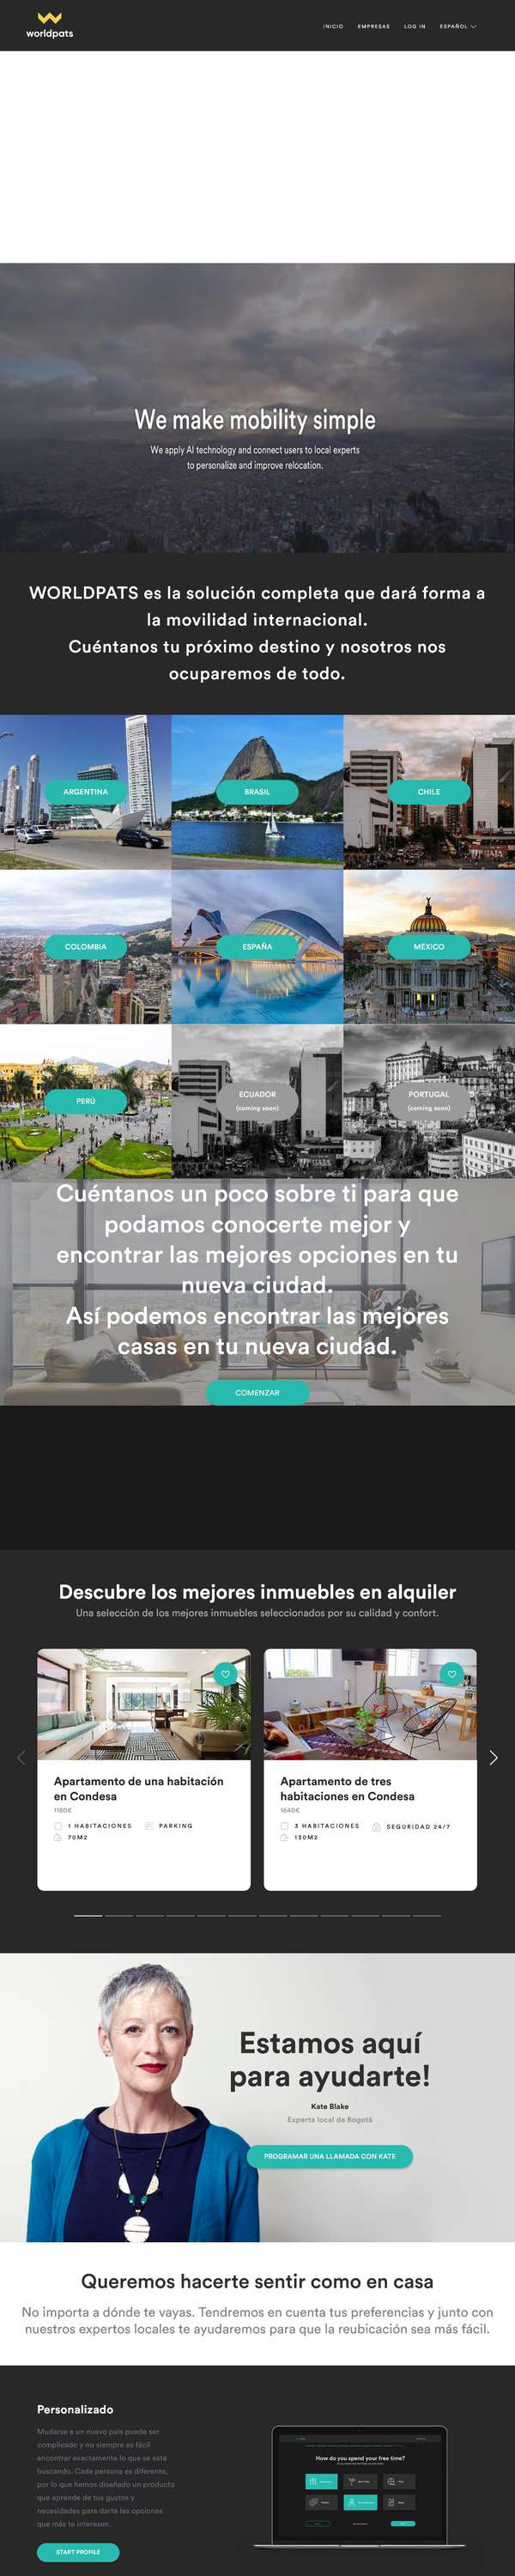 worldpats
INICIO EMPRESAS LOG IN ESPAÑOL
We make mobility simple
We apply AI technology and connect users to local experts
to personalize and improve relocation.
WORLDPATS es la solución completa que dará forma a
la movilidad internacional.
Cuéntanos tu próximo destino y nosotros nos
ocuparemos de todo.
ARGENTINA
BRASIL
CHILE
COLOMBIA
ESPAÑA
MÉXICO
PERÚ
ECUADOR
(coming soon)
PORTUGAL
(coming soon)
Cuéntanos un poco sobre ti para que
podamos conocerte mejor y
encontrar las mejores opciones en tu
nueva ciudad.
Así podemos encontrar las mejores
casas en tu nueva ciudad.
COMENZAR
Descubre los mejores inmuebles en alquiler
Una selección de los mejores inmuebles seleccionados por su calidad y confort.
Apartamento de una habitación
en Condesa
1180€
1 HABITACIONES PARKING
70M2
Apartamento de tres
habitaciones en Condesa
1640€
3 HABITACIONES SEGURIDAD 24/7
130M2
Estamos aquí
para ayudarte!
Kate Blake
Experta local de Bogotá
PROGRAMAR UNA LLAMADA CON KATE
Queremos hacerte sentir como en casa
No importa a dónde te vayas. Tendremos en cuenta tus preferencias y junto con
nuestros expertos locales te ayudaremos para que la reubicación sea más fácil.
Personalizado
Mudarse a un nuevo país puede ser
complicado y no siempre es fácil
encontrar exactamente lo que se está
buscando. Cada persona es diferente,
por lo que hemos diseñado un producto
que aprende de tus gustos y
necesidades para darte las opciones
que más te interesan.
START PROFILE
How do you spend your free time?